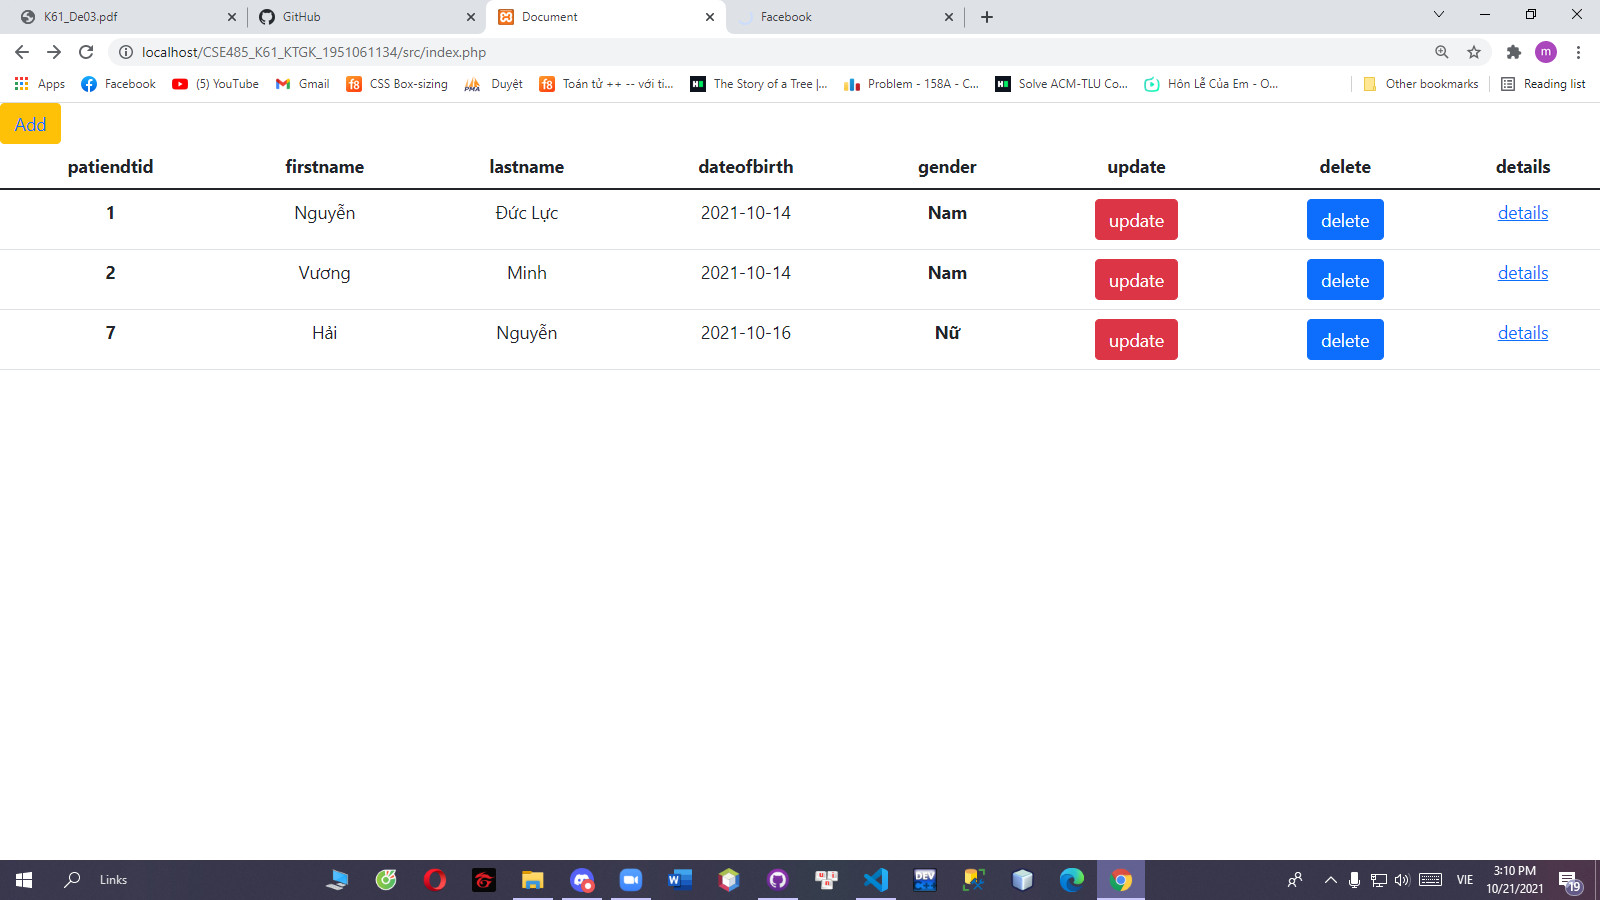 K61_De03.pdf GitHub Document Facebook
localhost/CSE485_K61_KTGK_1951061134/src/index.php m
Apps Facebook (5) YouTube Gmail CSS Box-sizing Duyệt Toán tử ++ -- với ti... The Story of a Tree |... Problem - 158A - C... Solve ACM-TLU Co... Hôn Lễ Của Em - O... Other bookmarks Reading list
Add
patiendtid firstname lastname dateofbirth gender update delete details
1 Nguyễn Đức Lực 2021-10-14 Nam update delete details
2 Vương Minh 2021-10-14 Nam update delete details
7 Hải Nguyễn 2021-10-16 Nữ update delete details
Links VIE 3:10 PM
10/21/2021 19